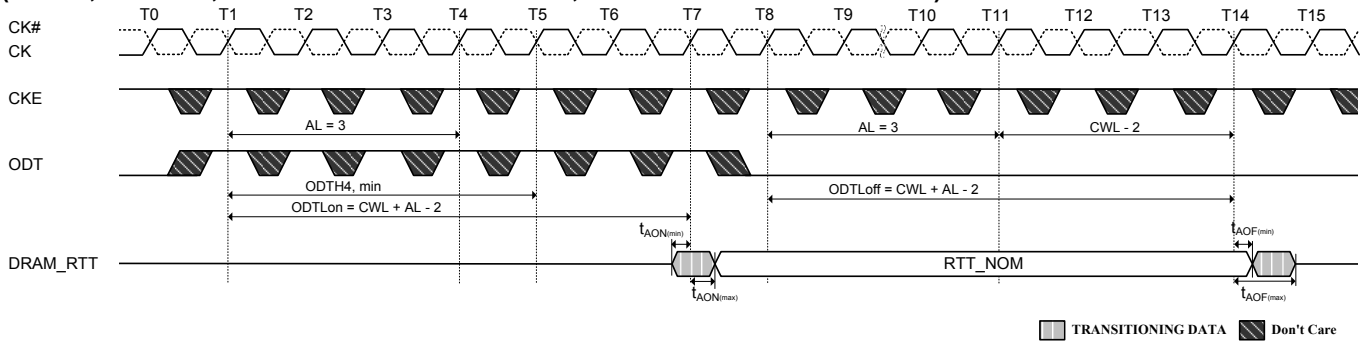 T0 T1 T2 T3 T4 T5 T6 T7 T8 T9 T10 T11 T12 T13 T14 T15
CK#
CK
CKE
AL = 3 AL = 3 CWL - 2
ODT
ODTH4, min ODTLoff = CWL + AL - 2
ODTLon = CWL + AL - 2
tAON(min) tAOF(min)
DRAM_RTT RTT_NOM
tAON(max) tAOF(max)
TRANSITIONING DATA Don't Care